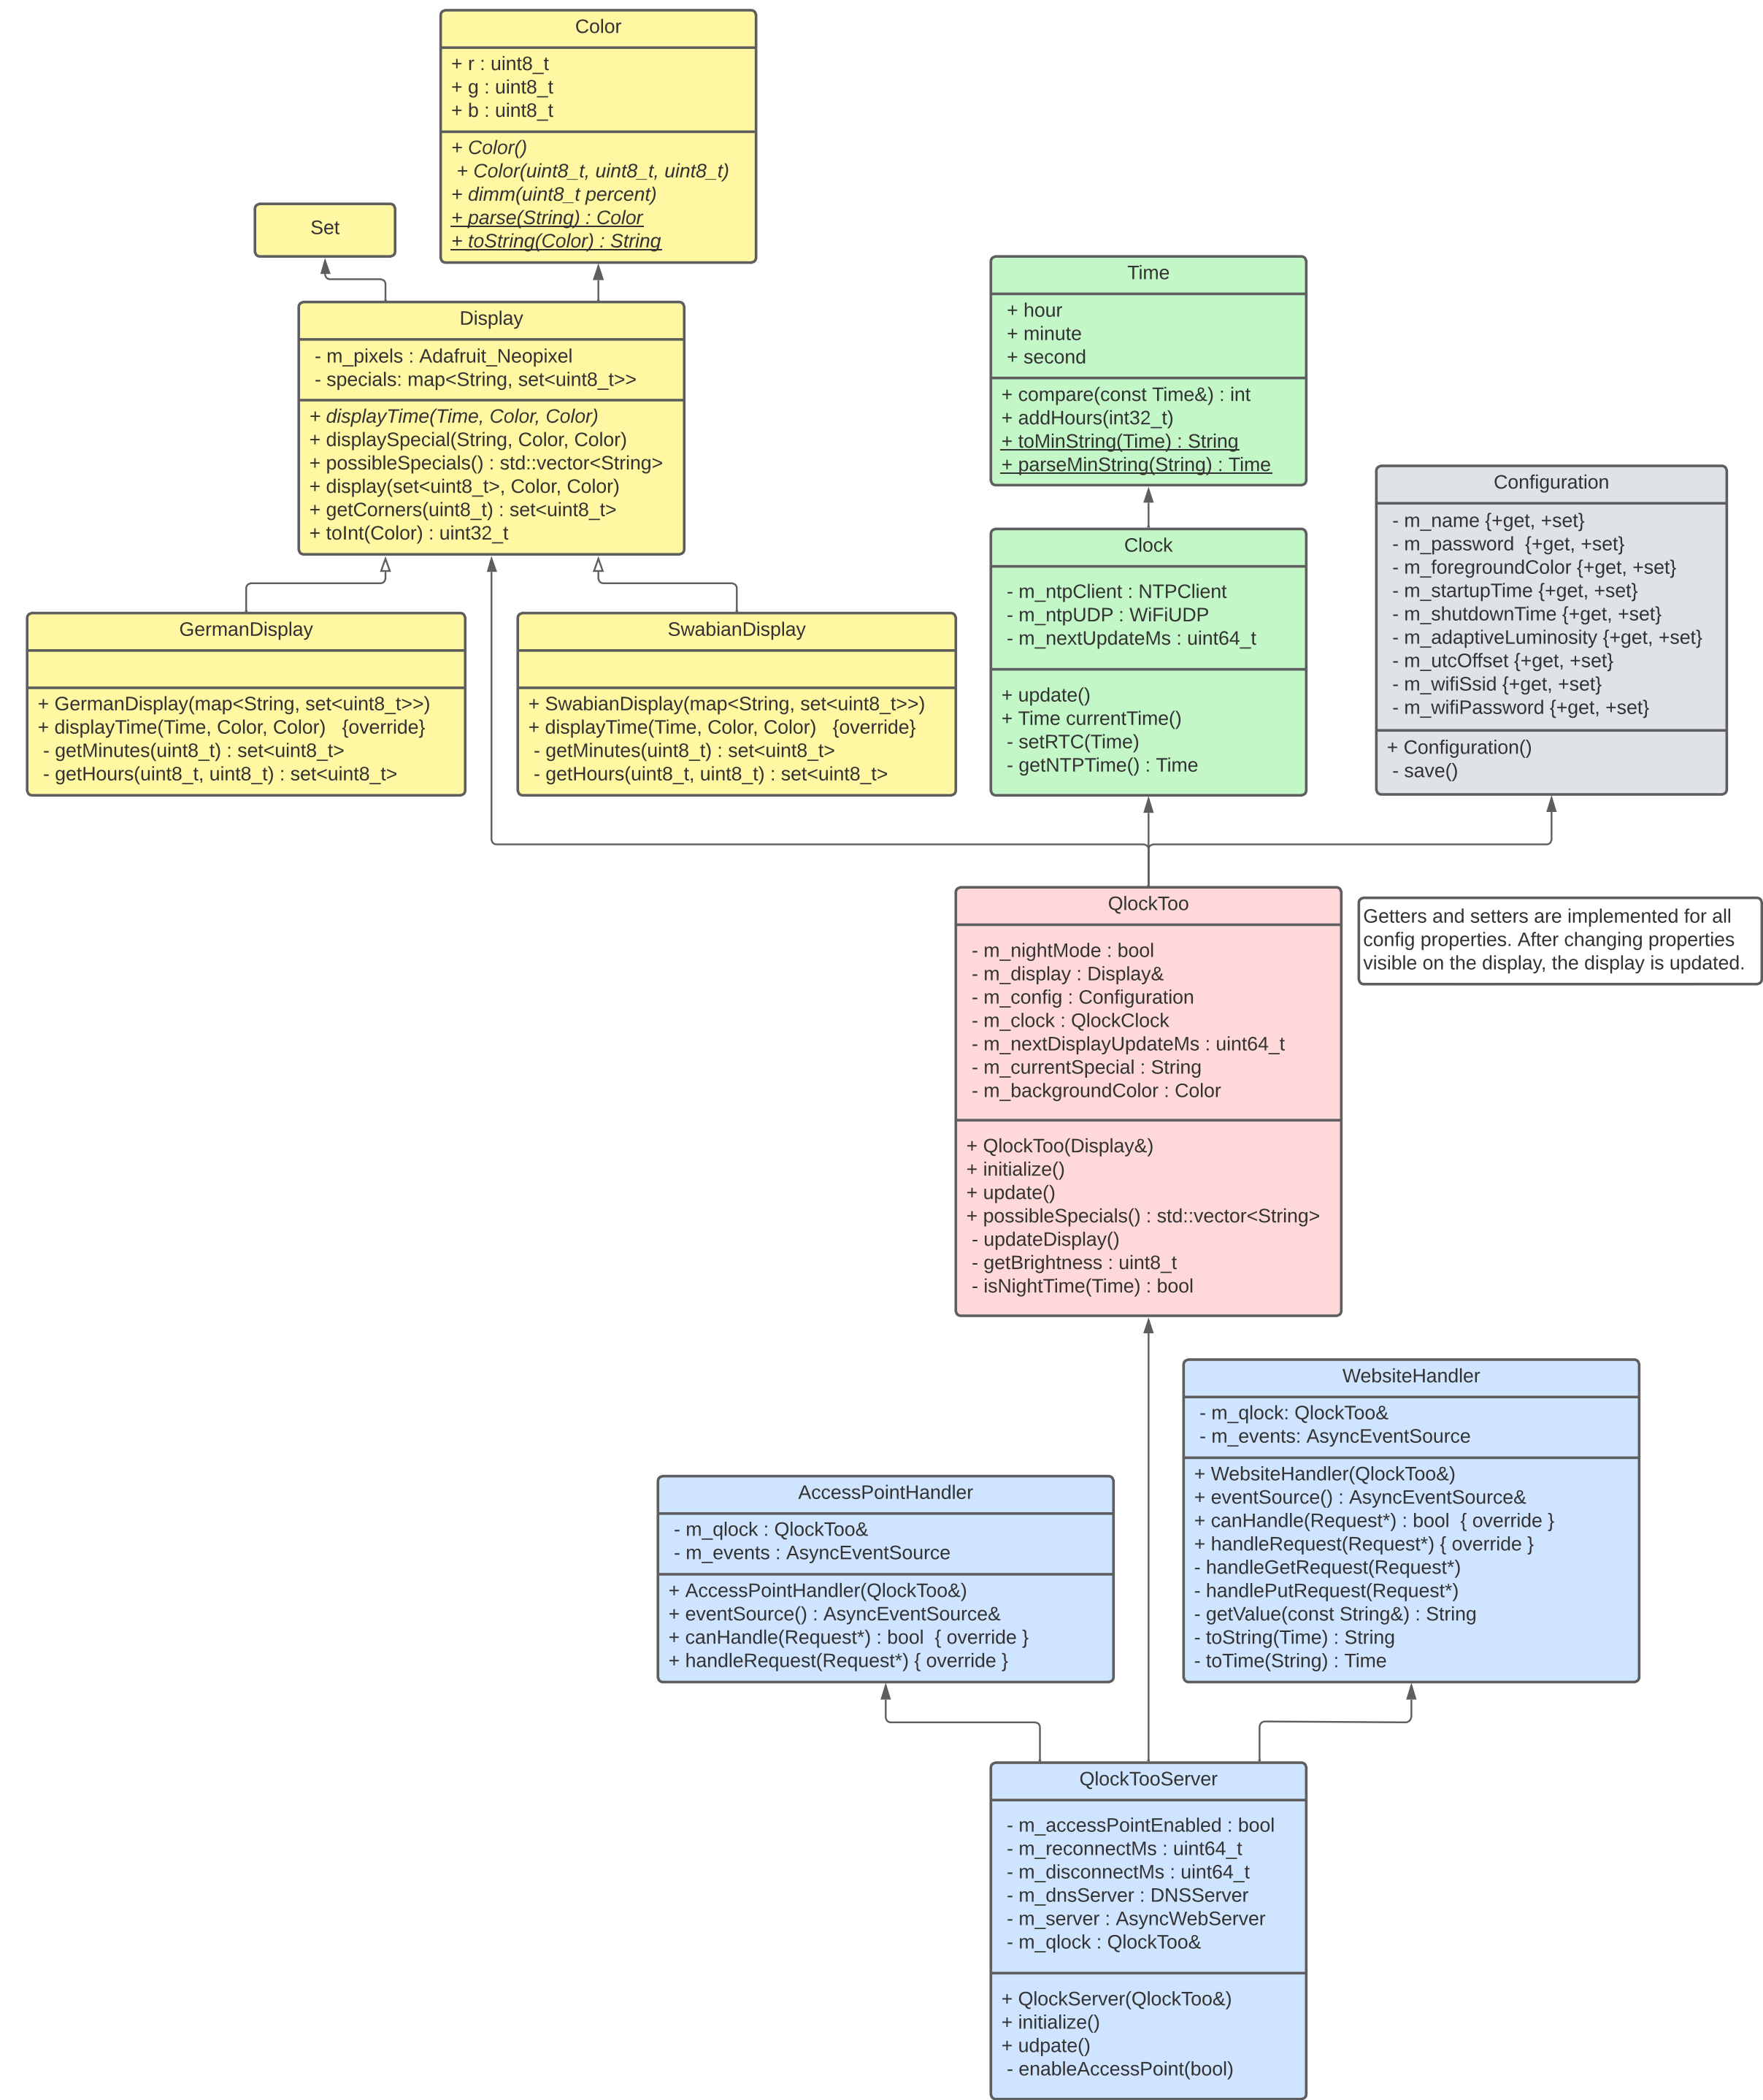 Color
+ r : uint8_t
+ g : uint8_t
+ b : uint8_t
+ Color()
+ Color(uint8_t, uint8_t, uint8_t)
+ dimm(uint8_t percent)
+ parse(String) : Color
+ toString(Color) : String
Set
Display
- m_pixels : Adafruit_Neopixel
- specials: map<String, set<uint8_t>>
+ displayTime(Time, Color, Color)
+ displaySpecial(String, Color, Color)
+ possibleSpecials() : std::vector<String>
+ display(set<uint8_t>, Color, Color)
+ getCorners(uint8_t) : set<uint8_t>
+ toInt(Color) : uint32_t
GermanDisplay
+ GermanDisplay(map<String, set<uint8_t>>)
+ displayTime(Time, Color, Color)   {override}
- getMinutes(uint8_t) : set<uint8_t>
- getHours(uint8_t, uint8_t) : set<uint8_t>
SwabianDisplay
+ SwabianDisplay(map<String, set<uint8_t>>)
+ displayTime(Time, Color, Color)   {override}
- getMinutes(uint8_t) : set<uint8_t>
- getHours(uint8_t, uint8_t) : set<uint8_t>
Time
+ hour
+ minute
+ second
+ compare(const Time&) : int
+ addHours(int32_t)
+ toMinString(Time) : String
+ parseMinString(String) : Time
Clock
- m_ntpClient : NTPClient
- m_ntpUDP : WiFiUDP
- m_nextUpdateMs : uint64_t
+ update()
+ Time currentTime()
- setRTC(Time)
- getNTPTime() : Time
Configuration
- m_name {+get, +set}
- m_password  {+get, +set}
- m_foregroundColor {+get, +set}
- m_startupTime {+get, +set}
- m_shutdownTime {+get, +set}
- m_adaptiveLuminosity {+get, +set}
- m_utcOffset {+get, +set}
- m_wifiSsid {+get, +set}
- m_wifiPassword {+get, +set}
+ Configuration()
- save()
QlockToo
- m_nightMode : bool
- m_display : Display&
- m_config : Configuration
- m_clock : QlockClock
- m_nextDisplayUpdateMs : uint64_t
- m_currentSpecial : String
- m_backgroundColor : Color
+ QlockToo(Display&)
+ initialize()
+ update()
+ possibleSpecials() : std::vector<String>
- updateDisplay()
- getBrightness : uint8_t
- isNightTime(Time) : bool
Getters and setters are implemented for all
config properties. After changing properties
visible on the display, the display is updated.
WebsiteHandler
- m_qlock: QlockToo&
- m_events: AsyncEventSource
+ WebsiteHandler(QlockToo&)
+ eventSource() : AsyncEventSource&
+ canHandle(Request*) : bool  { override }
+ handleRequest(Request*) { override }
- handleGetRequest(Request*)
- handlePutRequest(Request*)
- getValue(const String&) : String
- toString(Time) : String
- toTime(String) : Time
AccessPointHandler
- m_qlock : QlockToo&
- m_events : AsyncEventSource
+ AccessPointHandler(QlockToo&)
+ eventSource() : AsyncEventSource&
+ canHandle(Request*) : bool  { override }
+ handleRequest(Request*) { override }
QlockTooServer
- m_accessPointEnabled : bool
- m_reconnectMs : uint64_t
- m_disconnectMs : uint64_t
- m_dnsServer : DNSServer
- m_server : AsyncWebServer
- m_qlock : QlockToo&
+ QlockServer(QlockToo&)
+ initialize()
+ udpate()
- enableAccessPoint(bool)